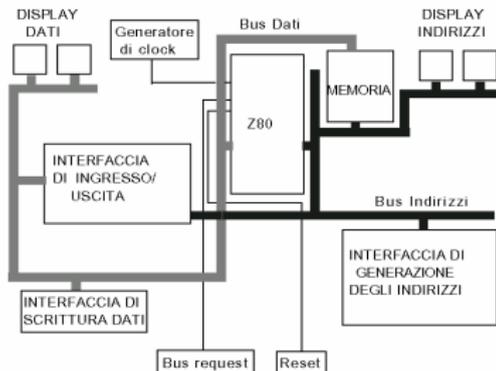 DISPLAY
DATI
Generatore
di clock
Bus Dati
DISPLAY
INDIRIZZI
MEMORIA
Z80
INTERFACCIA
DI INGRESSO/
USCITA
Bus Indirizzi
INTERFACCIA DI
GENERAZIONE
DEGLI INDIRIZZI
INTERFACCIA DI
SCRITTURA DATI
Bus request
Reset